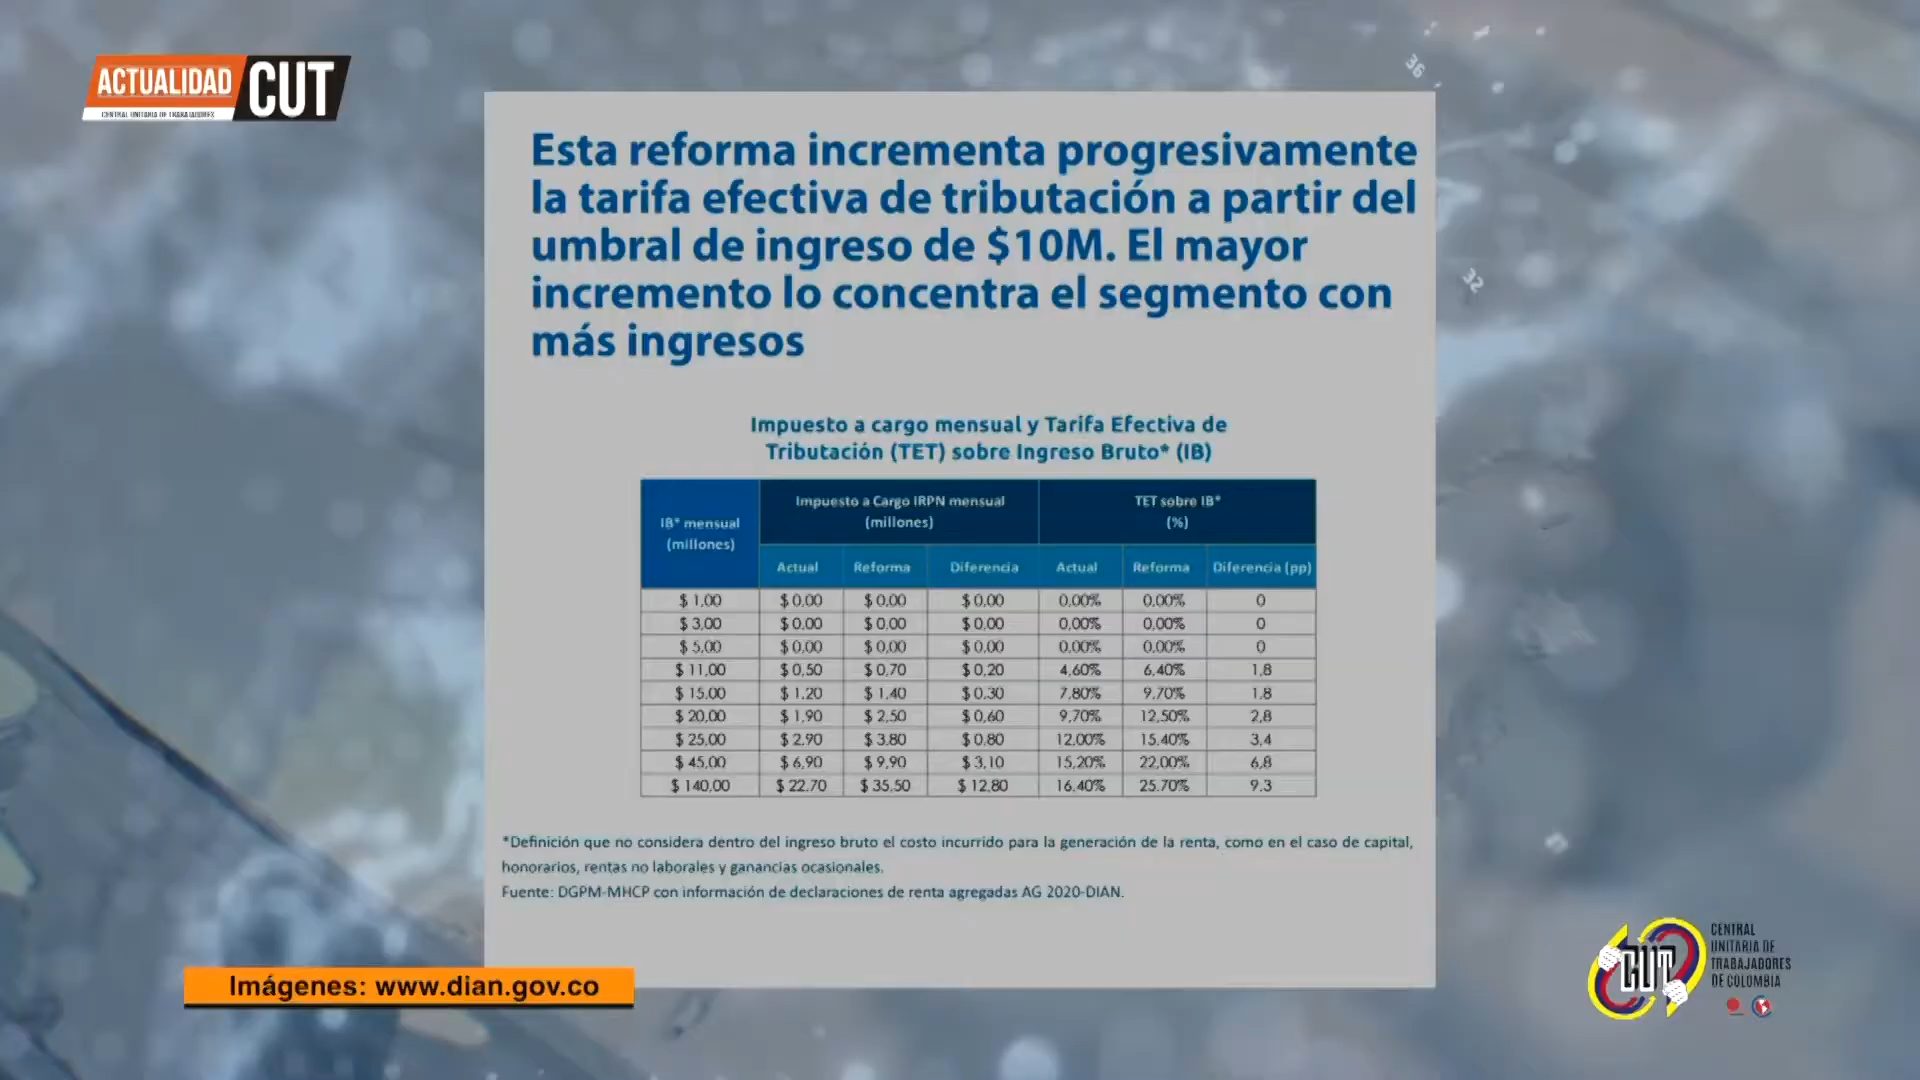 ACTUALIDAD CUT
CENTRAL UNITARIA DE TRABAJADORES
36
32
Esta reforma incrementa progresivamente
la tarifa efectiva de tributación a partir del
umbral de ingreso de $10M. El mayor
incremento lo concentra el segmento con
más ingresos
Impuesto a cargo mensual y Tarifa Efectiva de
Tributación (TET) sobre Ingreso Bruto* (IB)
IB* mensual
(millones)
Impuesto a Cargo IRPN mensual
(millones)
TET sobre IB*
(%)
Actual Reforma Diferencia Actual Reforma Diferencia (pp)
$ 1,00 $ 0,00 $ 0,00 $ 0,00 0,00% 0,00% 0
$ 3,00 $ 0,00 $ 0,00 $ 0,00 0,00% 0,00% 0
$ 5,00 $ 0,00 $ 0,00 $ 0,00 0,00% 0,00% 0
$ 11,00 $ 0,50 $ 0,70 $ 0,20 4,60% 6,40% 1,8
$ 15,00 $ 1,20 $ 1,40 $ 0,30 7,80% 9,70% 1,8
$ 20,00 $ 1,90 $ 2,50 $ 0,60 9,70% 12,50% 2,8
$ 25,00 $ 2,90 $ 3,80 $ 0,80 12,00% 15,40% 3,4
$ 45,00 $ 6,90 $ 9,90 $ 3,10 15,20% 22,00% 6,8
$ 140,00 $ 22,70 $ 35,50 $ 12,80 16,40% 25,70% 9,3
*Definición que no considera dentro del ingreso bruto el costo incurrido para la generación de la renta, como en el caso de capital,
honorarios, rentas no laborales y ganancias ocasionales.
Fuente: DGPM-MHCP con información de declaraciones de renta agregadas AG 2020-DIAN.
Imágenes: www.dian.gov.co
CUT
CENTRAL
UNITARIA DE
TRABAJADORES
DE COLOMBIA